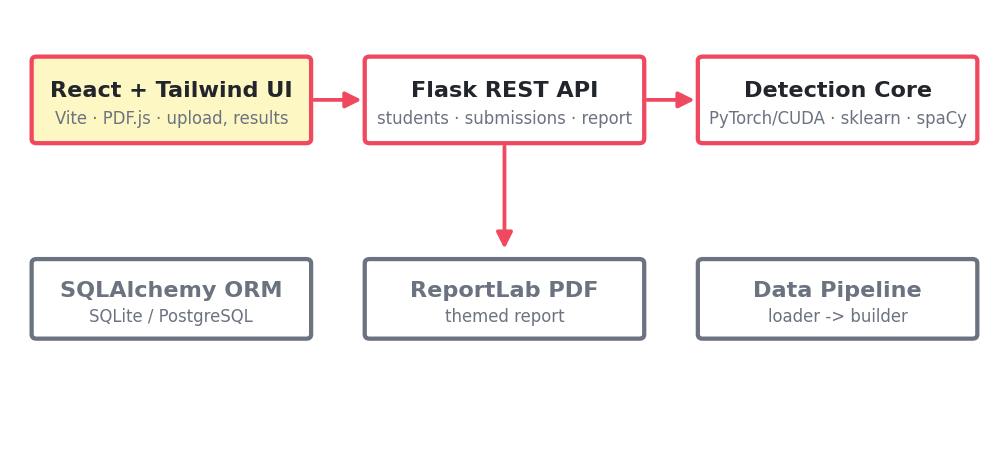 React + Tailwind UI
Vite · PDF.js · upload, results
Flask REST API
students · submissions · report
Detection Core
PyTorch/CUDA · sklearn · spaCy
SQLAlchemy ORM
SQLite / PostgreSQL
ReportLab PDF
themed report
Data Pipeline
loader -> builder